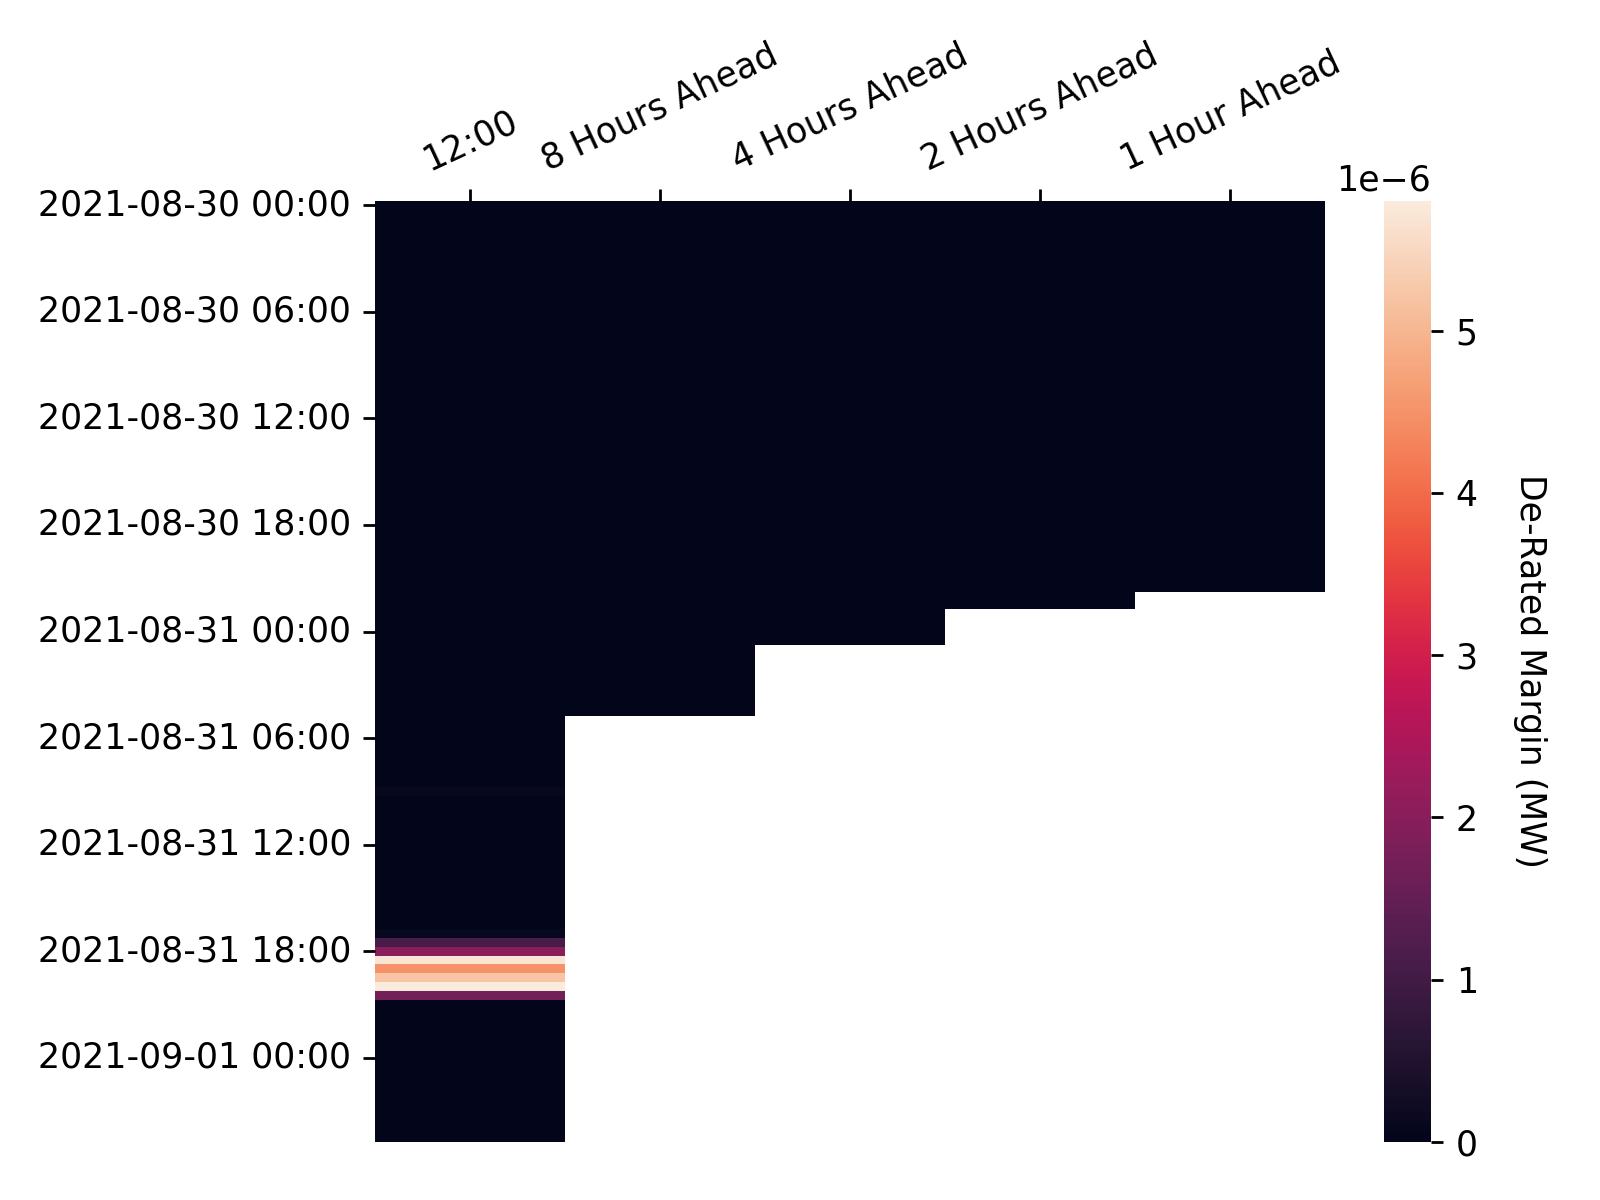 12:00
8 Hours Ahead
4 Hours Ahead
2 Hours Ahead
1 Hour Ahead
1e−6
2021-08-30 00:00
2021-08-30 06:00
2021-08-30 12:00
2021-08-30 18:00
2021-08-31 00:00
2021-08-31 06:00
2021-08-31 12:00
2021-08-31 18:00
2021-09-01 00:00
5
4
3
2
1
0
De-Rated Margin (MW)